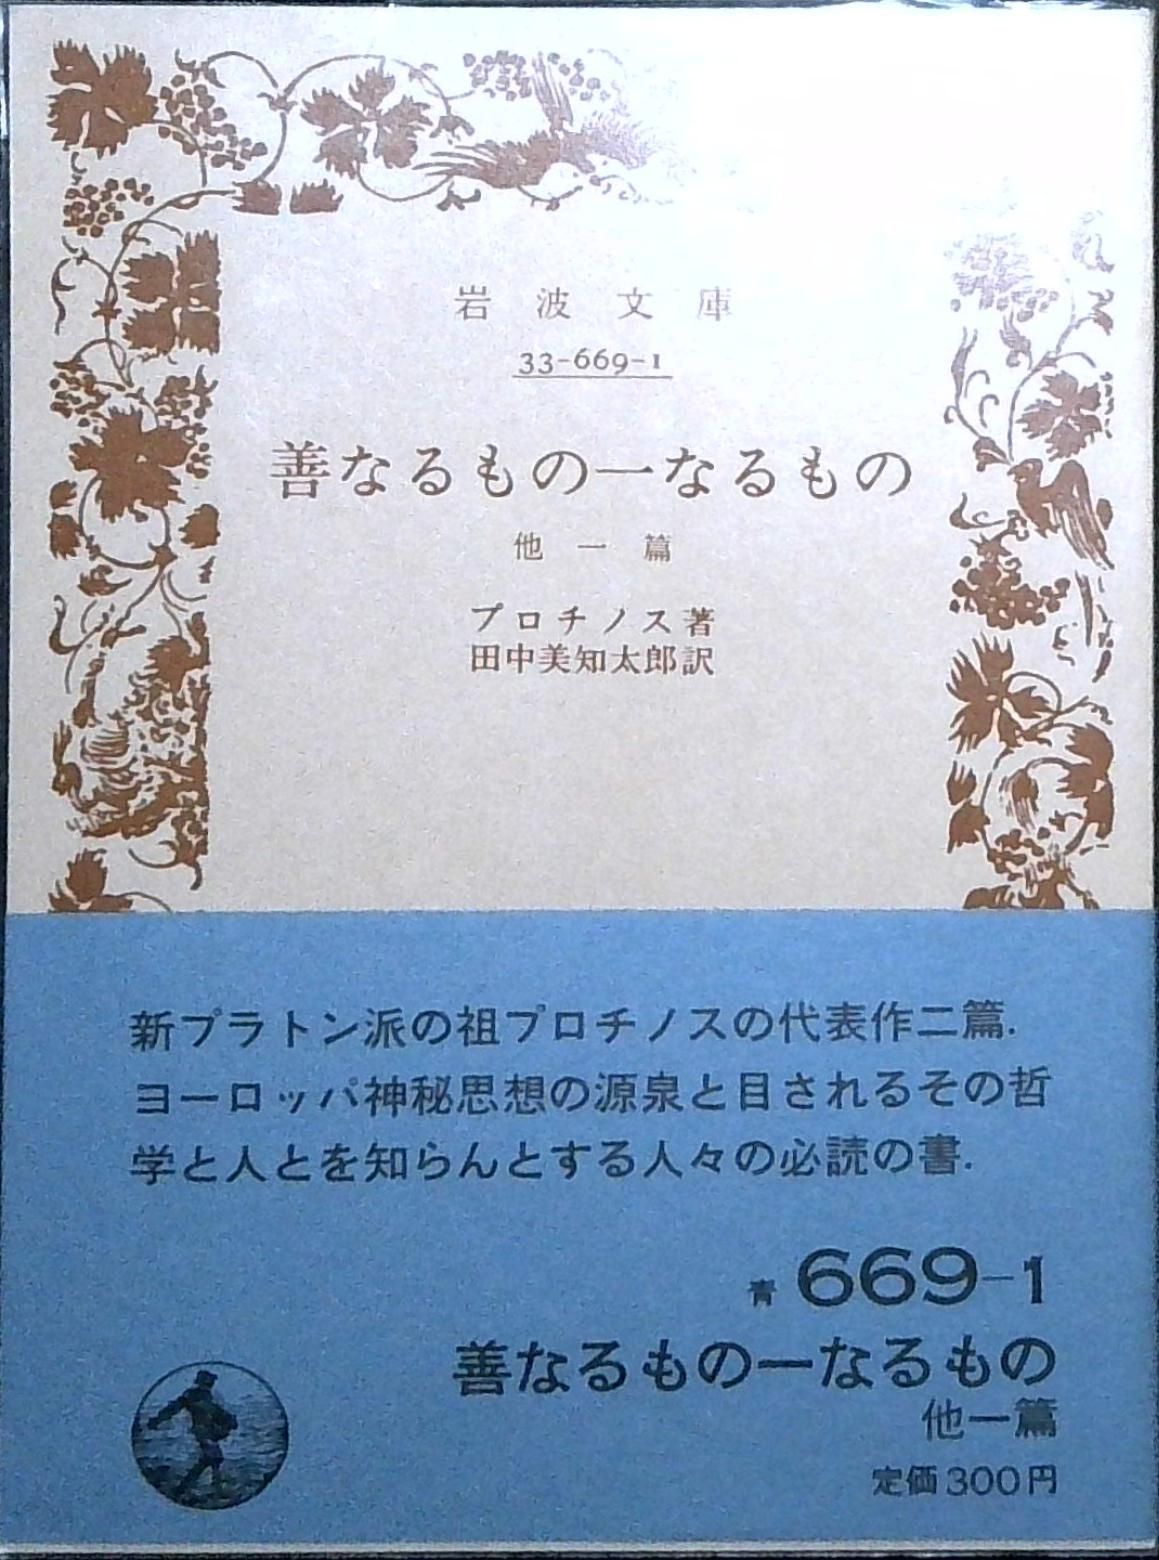 岩波文庫
33-669-1
善なるもの一なるもの
他一篇
プロチノス著
田中美知太郎訳
新プラトン派の祖プロチノスの代表作二篇.
ヨーロッパ神秘思想の源泉と目されるその哲
学と人とを知らんとする人々の必読の書.
青 669-1
善なるもの一なるもの
他一篇
定価300円